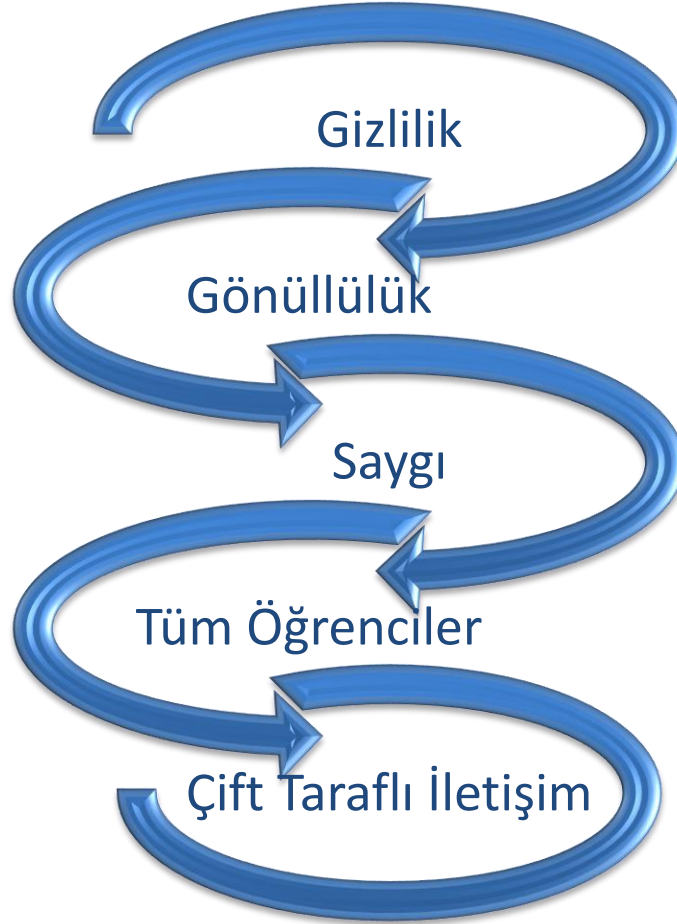 Gizlilik
Gönüllülük
Saygı
Tüm Öğrenciler
Çift Taraflı İletişim